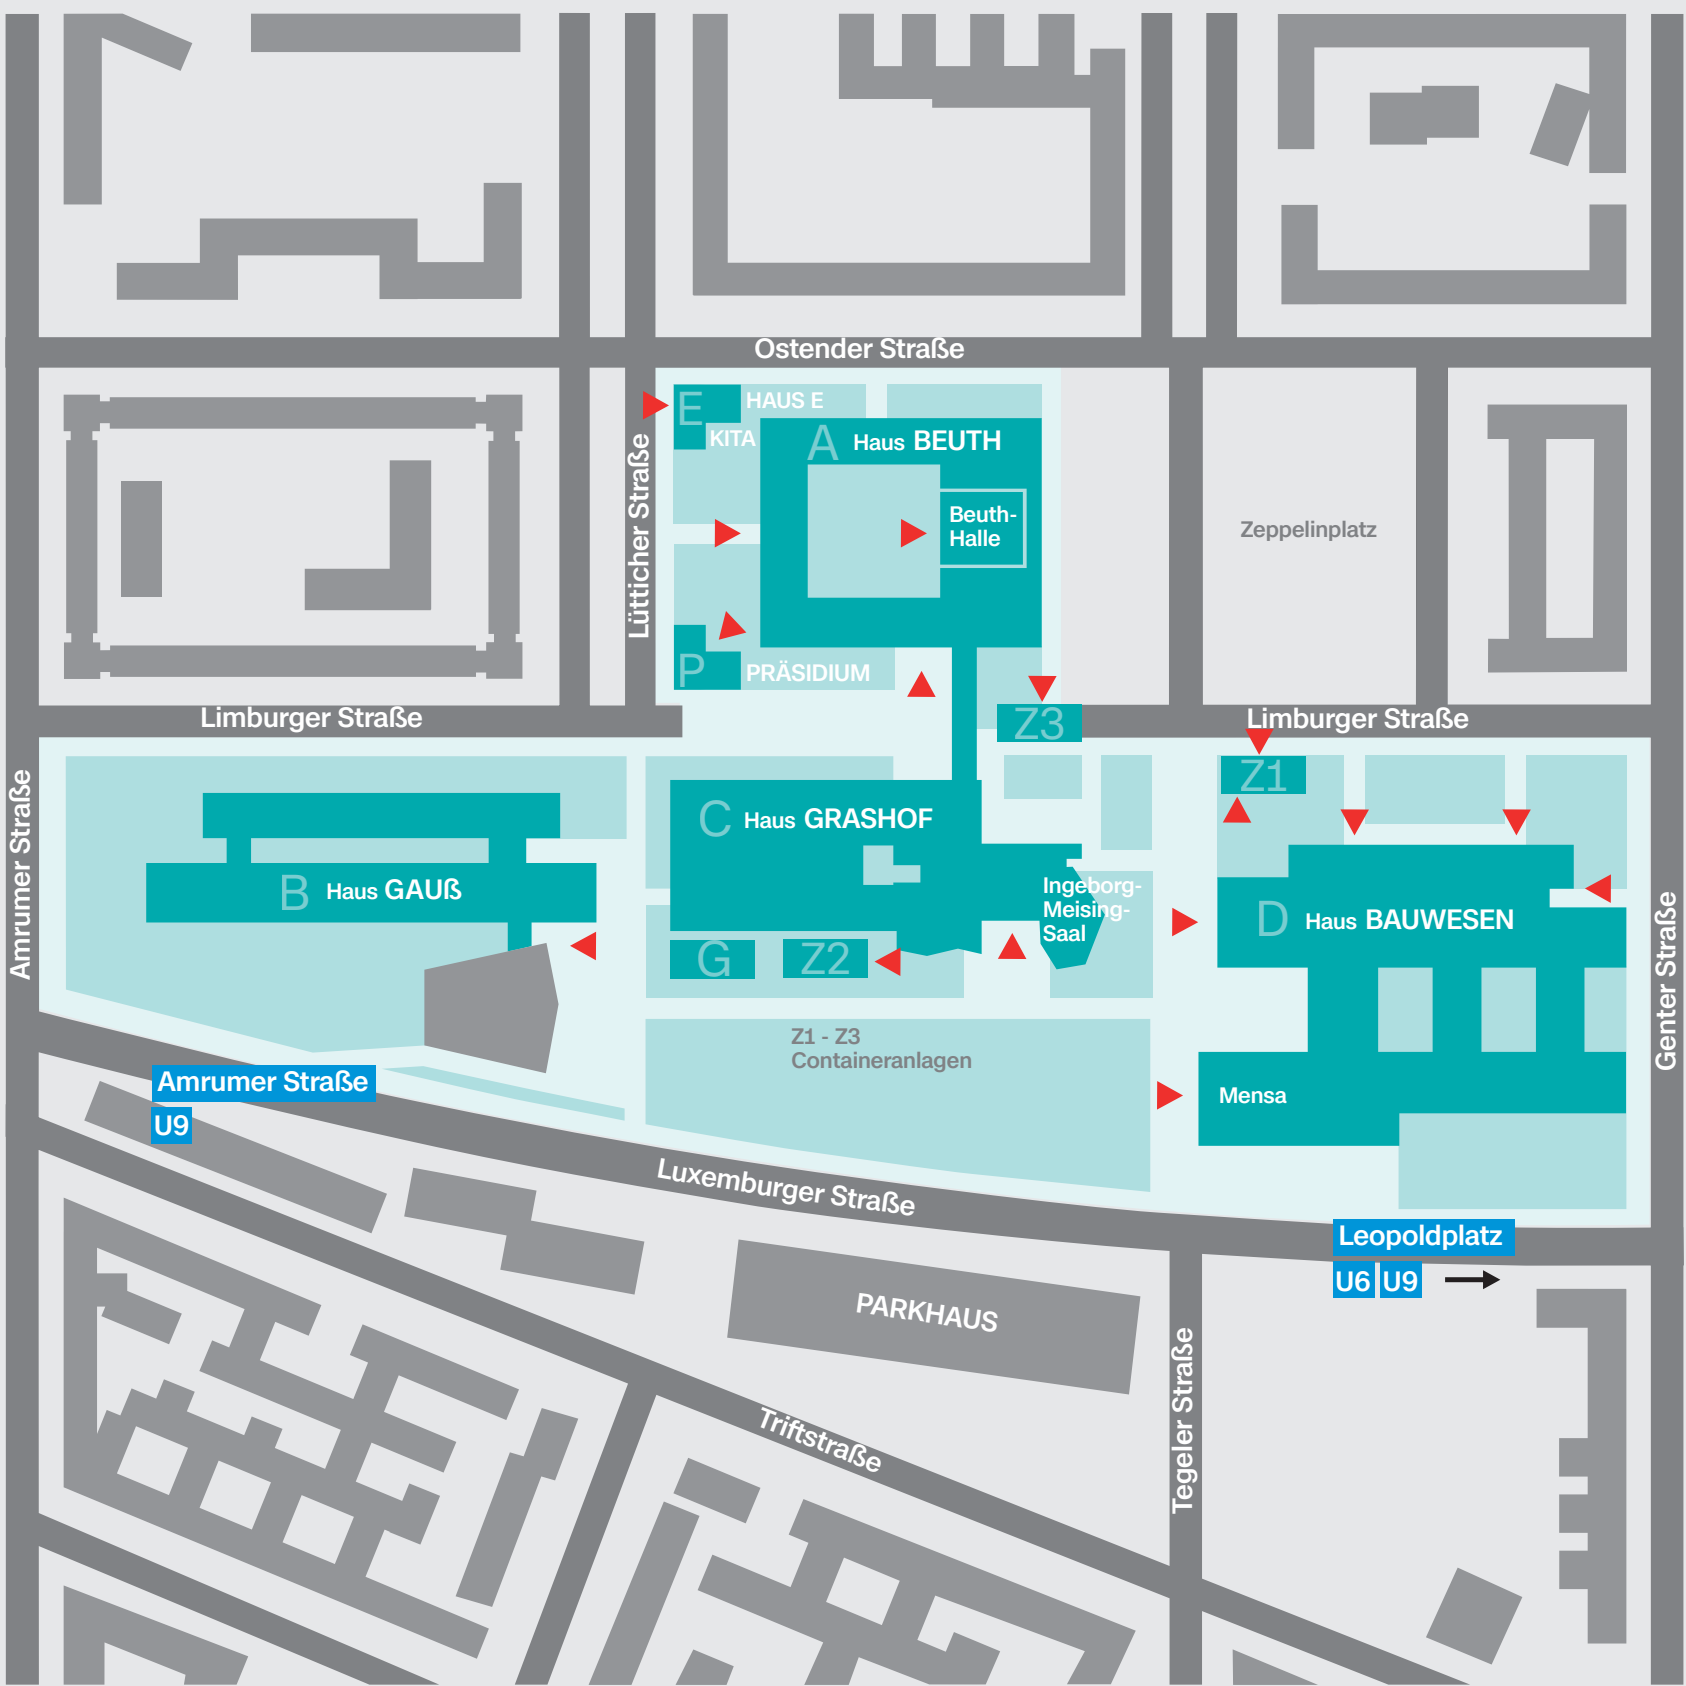 Ostender Straße
E HAUS E
KITA
A Haus BEUTH
Beuth-
Halle
Lütticher Straße
Zeppelinplatz
P PRÄSIDIUM
Limburger Straße
Z3
Limburger Straße
Z1
Amrumer Straße
C Haus GRASHOF
B Haus GAUß
Ingeborg-
Meising-
Saal
D Haus BAUWESEN
G
Z2
Genter Straße
Z1 - Z3
Containeranlagen
Amrumer Straße
U9
Mensa
Luxemburger Straße
Leopoldplatz
U6 U9
PARKHAUS
Triftstraße
Tegeler Straße